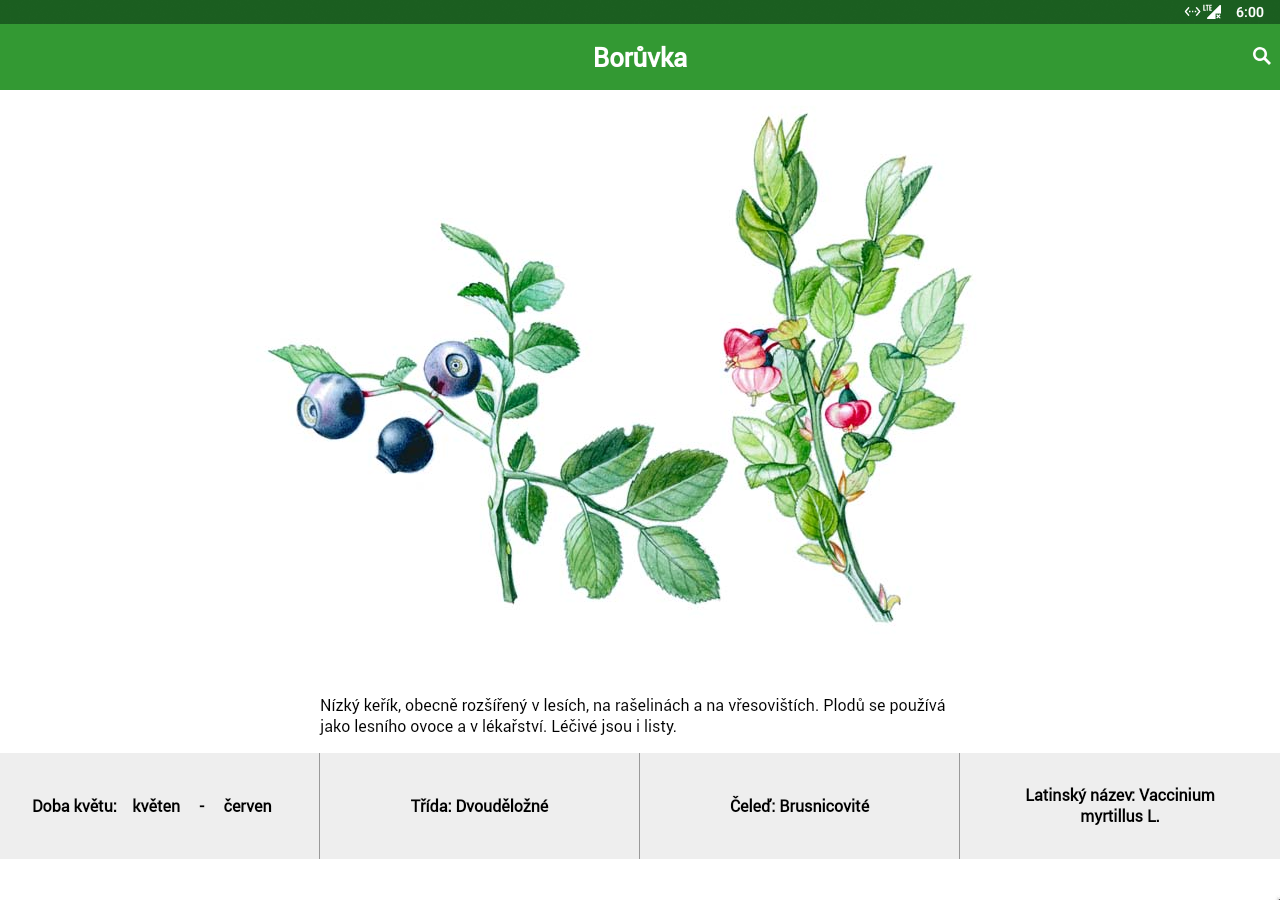 LTE 6:00
Borůvka
Nízký keřík, obecně rozšířený v lesích, na rašelinách a na vřesovištích. Plodů se používá
jako lesního ovoce a v lékařství. Léčivé jsou i listy.
Doba květu: květen - červen
Třída: Dvouděložné
Čeleď: Brusnicovité
Latinský název: Vaccinium
myrtillus L.